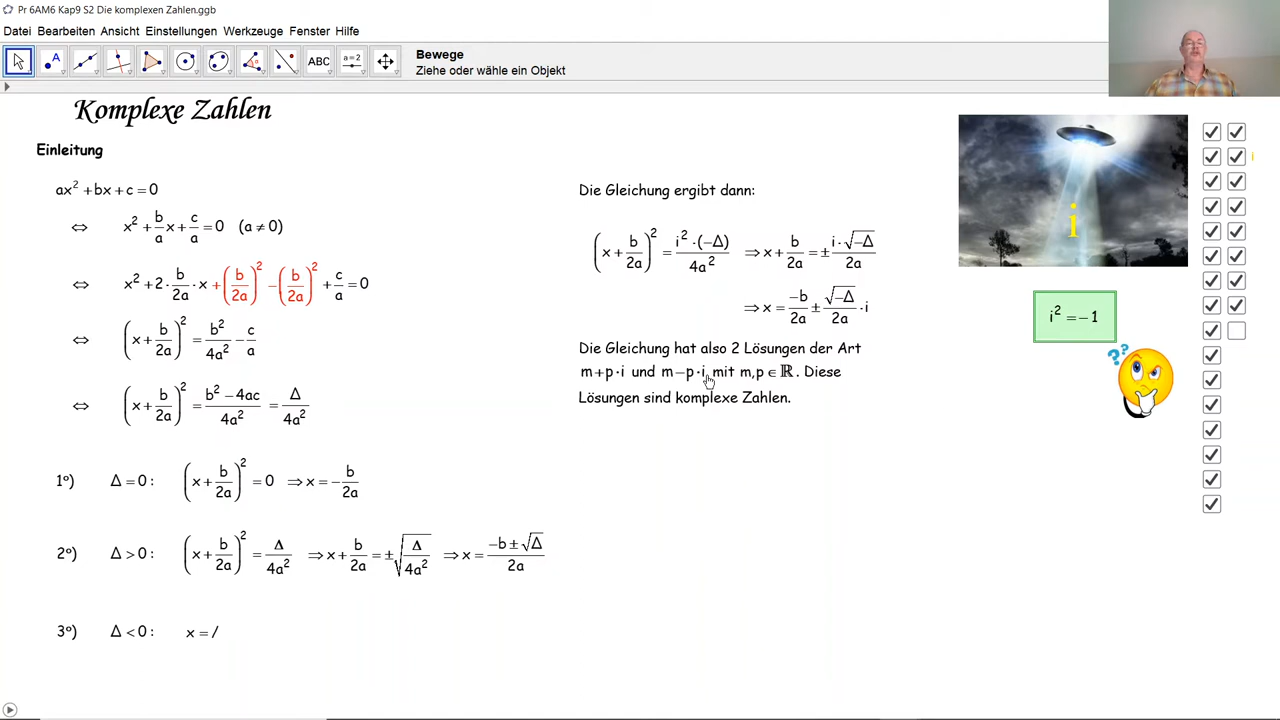 Pr 6AM6 Kap9 S2 Die komplexen Zahlen.ggb
Datei Bearbeiten Ansicht Einstellungen Werkzeuge Fenster Hilfe
A
ABC
a=2
Bewege
Ziehe oder wähle ein Objekt
Komplexe Zahlen
Einleitung
ax² + bx + c = 0
⇔ x² + b/a x + c/a = 0 (a ≠ 0)
⇔ x² + 2 · b/2a · x + (b/2a)² − (b/2a)² + c/a = 0
⇔ (x + b/2a)² = b²/4a² − c/a
⇔ (x + b/2a)² = b² − 4ac/4a² = Δ/4a²
1°) Δ = 0 : (x + b/2a)² = 0 ⇒ x = − b/2a
2°) Δ > 0 : (x + b/2a)² = Δ/4a² ⇒ x + b/2a = ± √(Δ/4a²) ⇒ x = −b ± √Δ/2a
3°) Δ < 0 : x = /
Die Gleichung ergibt dann:
(x + b/2a)² = i² · (−Δ)/4a² ⇒ x + b/2a = ± i · √−Δ/2a
⇒ x = −b/2a ± √−Δ/2a · i
Die Gleichung hat also 2 Lösungen der Art
m + p · i und m − p · i, mit m,p ∈ ℝ. Diese
Lösungen sind komplexe Zahlen.
i
i² = −1
??